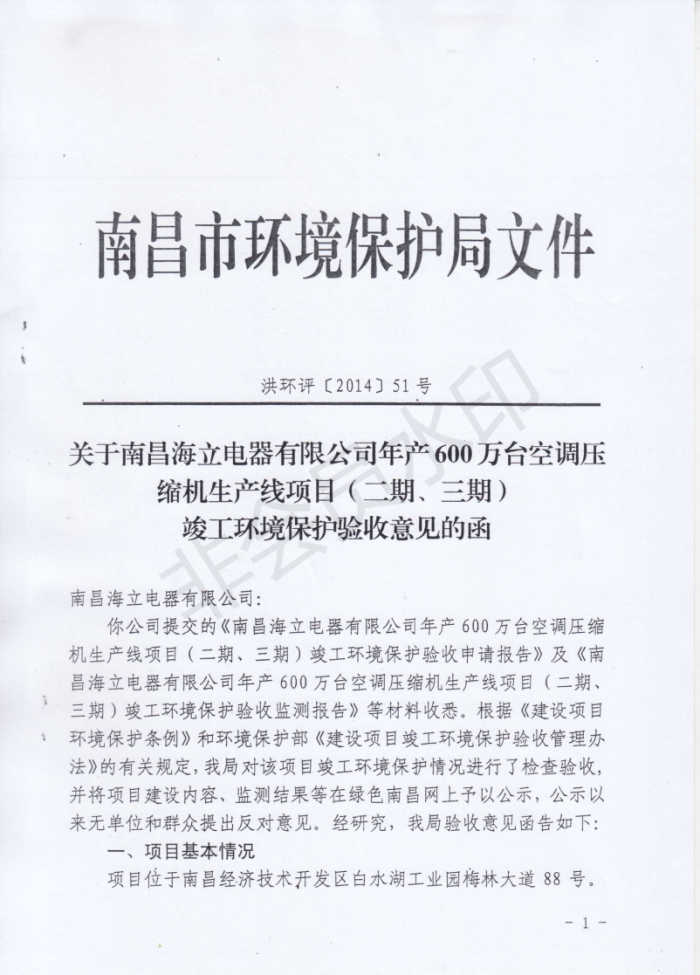 南昌市环境保护局文件
洪环评〔2014〕51号
关于南昌海立电器有限公司年产600万台空调压
缩机生产线项目（二期、三期）
竣工环境保护验收意见的函
南昌海立电器有限公司：
你公司提交的《南昌海立电器有限公司年产600万台空调压缩
机生产线项目（二期、三期）竣工环境保护验收申请报告》及《南
昌海立电器有限公司年产600万台空调压缩机生产线项目（二期、
三期）竣工环境保护验收监测报告》等材料收悉。根据《建设项目
环境保护条例》和环境保护部《建设项目竣工环境保护验收管理办
法》的有关规定，我局对该项目竣工环境保护情况进行了检查验收，
并将项目建设内容、监测结果等在绿色南昌网上予以公示，公示以
来无单位和群众提出反对意见。经研究，我局验收意见函告如下：
一、项目基本情况
项目位于南昌经济技术开发区白水湖工业园梅林大道88号。
- 1 -
非会员水印